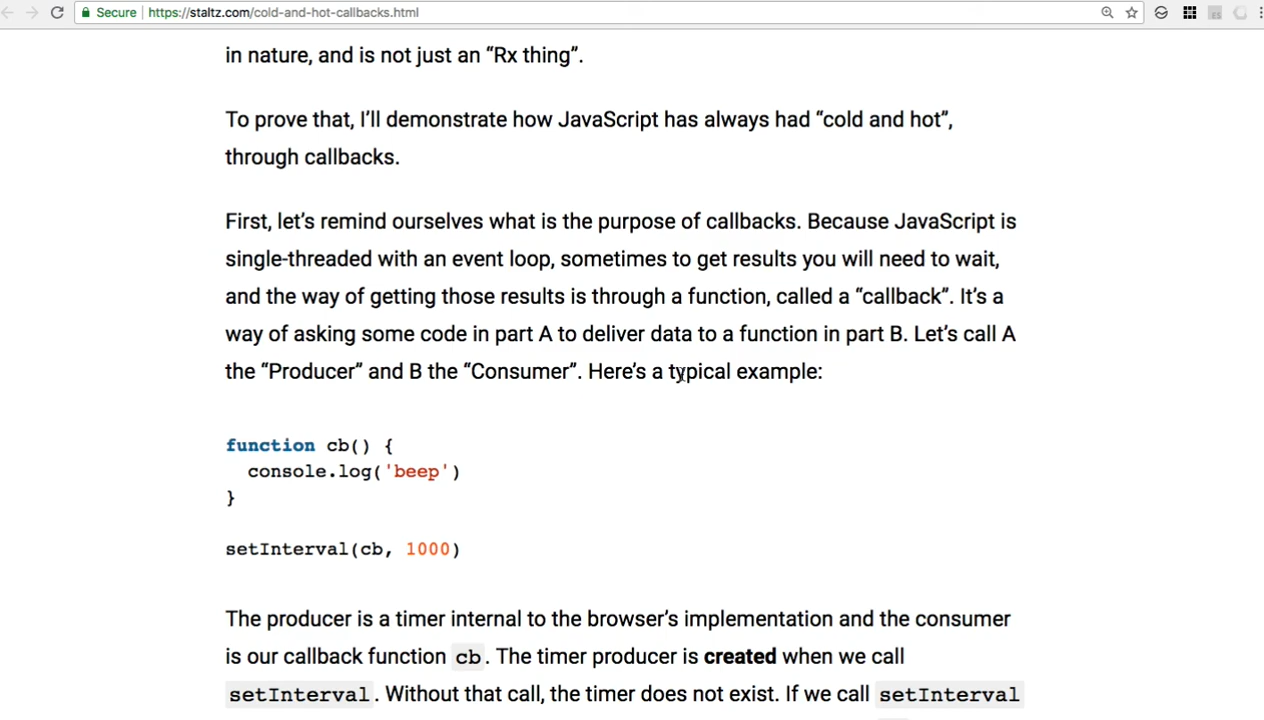 Secure https://staltz.com/cold-and-hot-callbacks.html
in nature, and is not just an “Rx thing”.
To prove that, I’ll demonstrate how JavaScript has always had “cold and hot”,
through callbacks.
First, let’s remind ourselves what is the purpose of callbacks. Because JavaScript is
single-threaded with an event loop, sometimes to get results you will need to wait,
and the way of getting those results is through a function, called a “callback”. It’s a
way of asking some code in part A to deliver data to a function in part B. Let’s call A
the “Producer” and B the “Consumer”. Here’s a typical example:
function cb() {
console.log('beep')
}
setInterval(cb, 1000)
The producer is a timer internal to the browser’s implementation and the consumer
is our callback function cb. The timer producer is created when we call
setInterval. Without that call, the timer does not exist. If we call setInterval